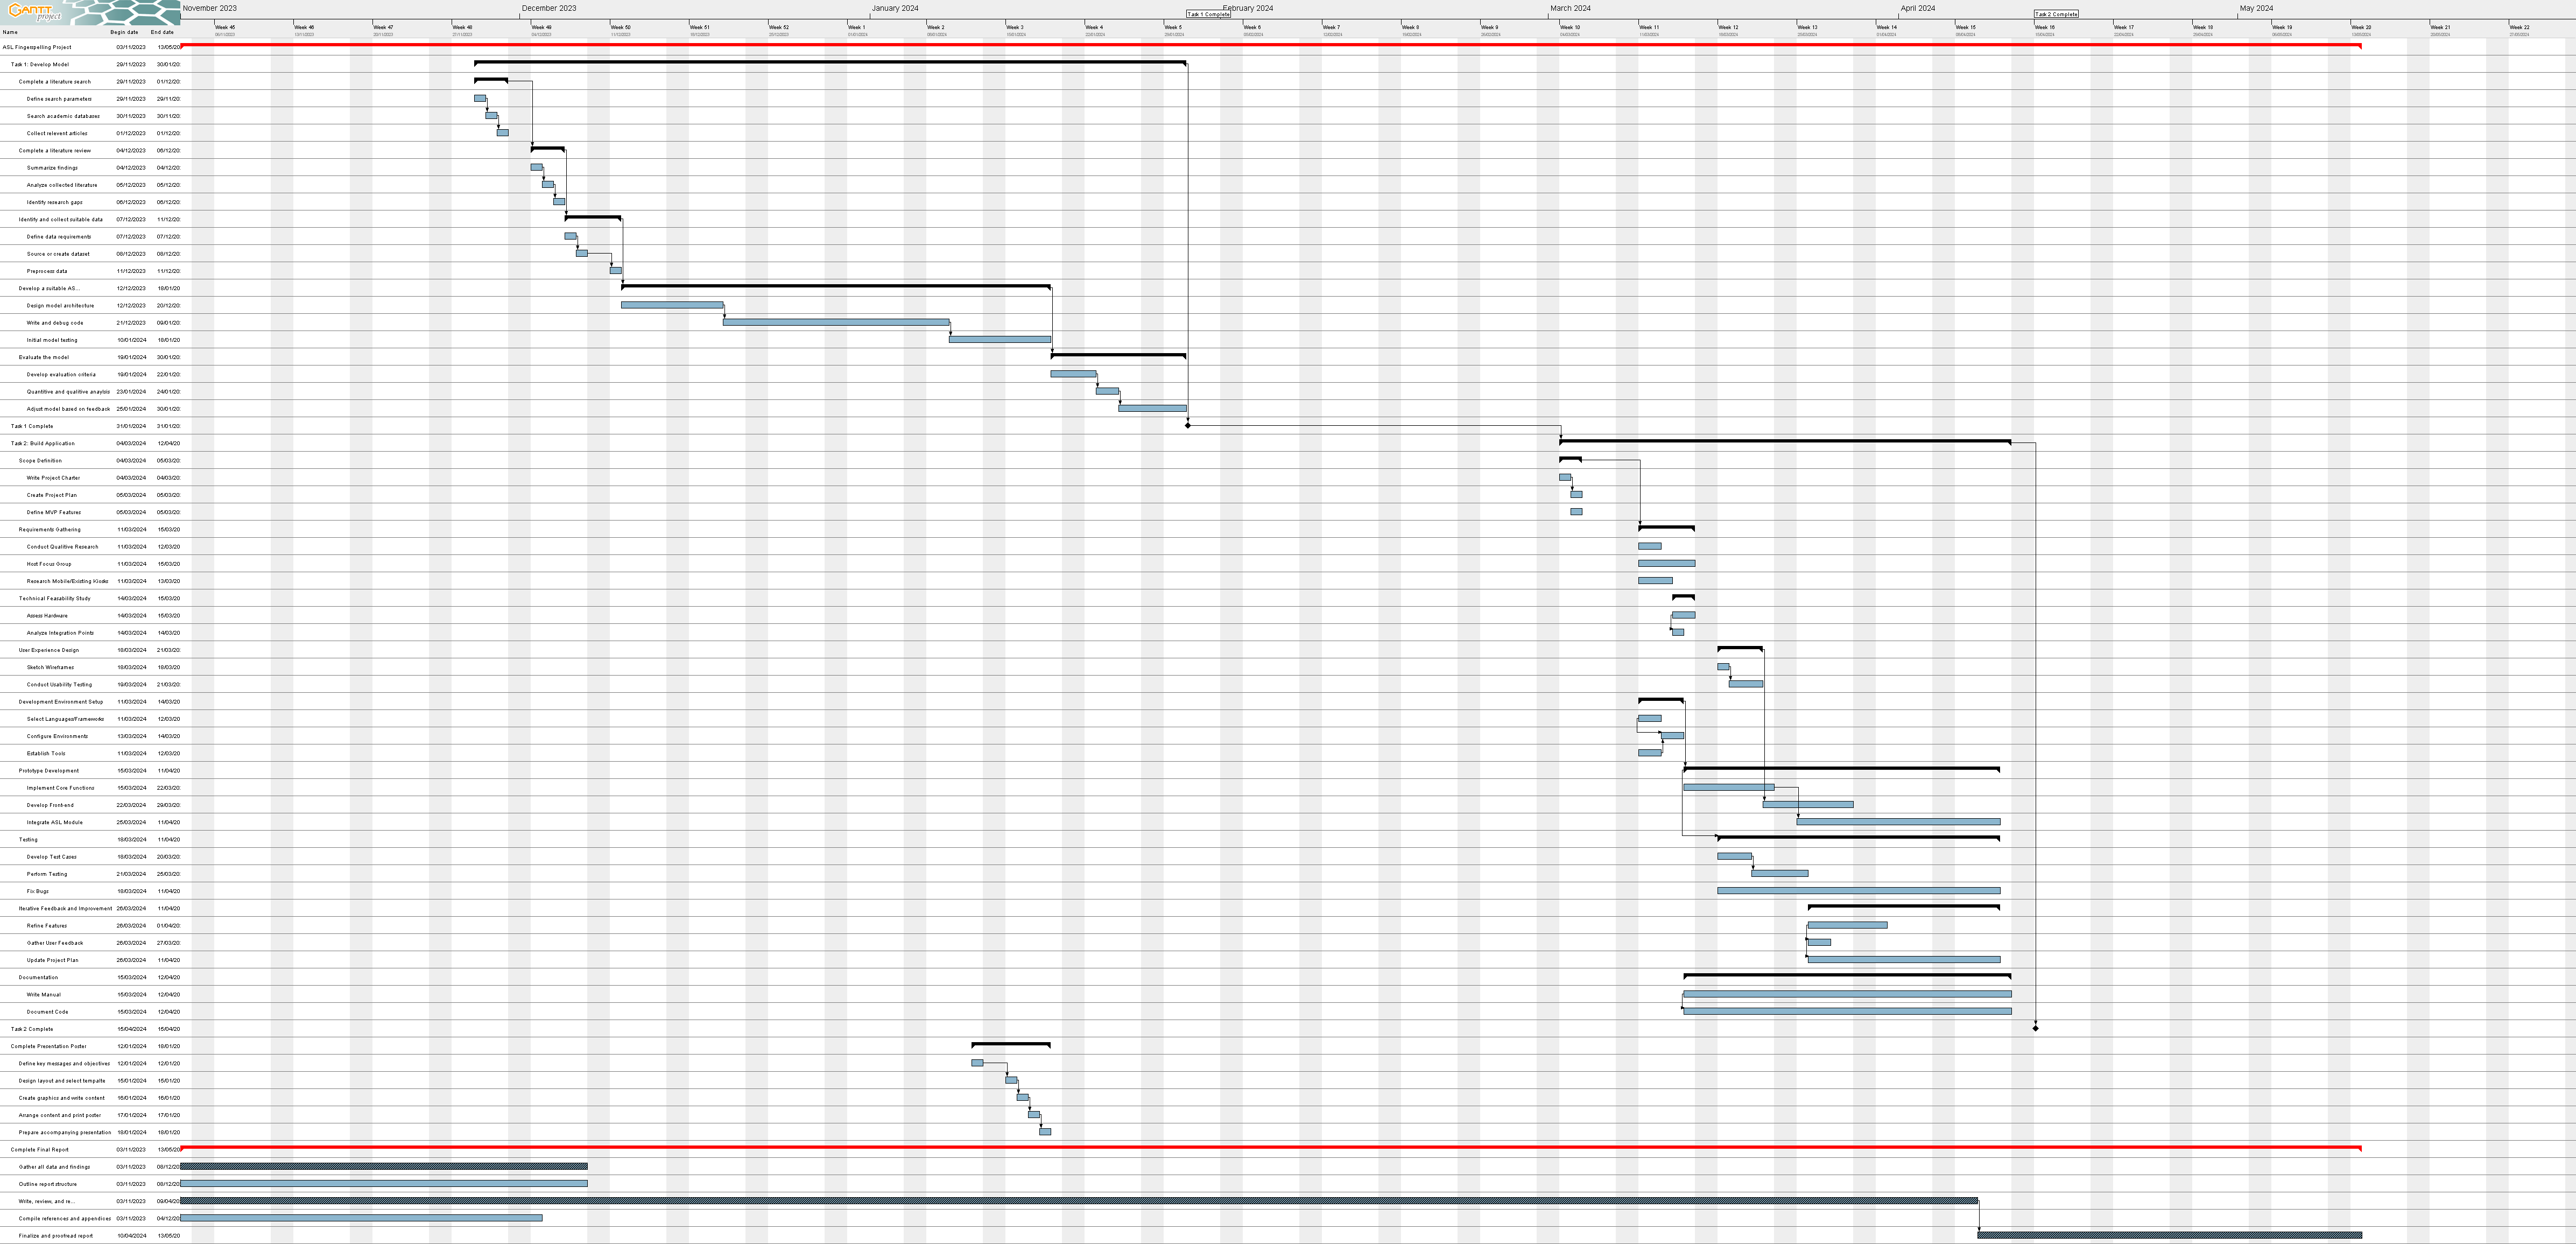 GANTT project
November 2023 December 2023 January 2024 February 2024 March 2024 April 2024 May 2024
Task 1 Complete Task 2 Complete
Week 45 Week 46 Week 47 Week 48 Week 49 Week 50 Week 51 Week 52 Week 1 Week 2 Week 3 Week 4 Week 5 Week 6 Week 7 Week 8 Week 9 Week 10 Week 11 Week 12 Week 13 Week 14 Week 15 Week 16 Week 17 Week 18 Week 19 Week 20 Week 21 Week 22
Name Begin date End date
ASL Fingerspelling Project 03/11/2023 13/05/20
Task 1: Develop Model 29/11/2023 30/01/20
Complete a literature search 29/11/2023 01/12/20
Define search parameters 29/11/2023 29/11/20
Search academic databases 30/11/2023 30/11/20
Collect relevent articles 01/12/2023 01/12/20
Complete a literature review 04/12/2023 06/12/20
Summarize findings 04/12/2023 04/12/20
Analyze collected literature 05/12/2023 05/12/20
Identify research gaps 06/12/2023 06/12/20
Identify and collect suitable data 07/12/2023 11/12/20
Define data requirements 07/12/2023 07/12/20
Source or create dataset 08/12/2023 08/12/20
Preprocess data 11/12/2023 11/12/20
Develop a suitable AS... 12/12/2023 18/01/20
Design model architecture 12/12/2023 20/12/20
Write and debug code 21/12/2023 09/01/20
Initial model testing 10/01/2024 18/01/20
Evaluate the model 19/01/2024 30/01/20
Develop evaluation criteria 19/01/2024 22/01/20
Quantitive and qualitive anaylsis 23/01/2024 24/01/20
Adjust model based on feedback 25/01/2024 30/01/20
Task 1 Complete 31/01/2024 31/01/20
Task 2: Build Application 04/03/2024 12/04/20
Scope Definition 04/03/2024 05/03/20
Write Project Charter 04/03/2024 04/03/20
Create Project Plan 05/03/2024 05/03/20
Define MVP Features 05/03/2024 05/03/20
Requirements Gathering 11/03/2024 15/03/20
Conduct Qualitive Research 11/03/2024 12/03/20
Host Focus Group 11/03/2024 15/03/20
Research Mobile/Existing Kiosks 11/03/2024 13/03/20
Technical Feasability Study 14/03/2024 15/03/20
Assess Hardware 14/03/2024 15/03/20
Analyze Integration Points 14/03/2024 14/03/20
User Experience Design 18/03/2024 21/03/20
Sketch Wireframes 18/03/2024 18/03/20
Conduct Usability Testing 19/03/2024 21/03/20
Development Environment Setup 11/03/2024 14/03/20
Select Languages/Frameworks 11/03/2024 12/03/20
Configure Environments 13/03/2024 14/03/20
Establish Tools 11/03/2024 12/03/20
Prototype Development 15/03/2024 11/04/20
Implement Core Functions 15/03/2024 22/03/20
Develop Front-end 22/03/2024 29/03/20
Integrate ASL Module 25/03/2024 11/04/20
Testing 18/03/2024 11/04/20
Develop Test Cases 18/03/2024 20/03/20
Perform Testing 21/03/2024 25/03/20
Fix Bugs 18/03/2024 11/04/20
Iterative Feedback and Improvement 26/03/2024 11/04/20
Refine Features 26/03/2024 01/04/20
Gather User Feedback 26/03/2024 27/03/20
Update Project Plan 26/03/2024 11/04/20
Documentation 15/03/2024 12/04/20
Write Manual 15/03/2024 12/04/20
Document Code 15/03/2024 12/04/20
Task 2 Complete 15/04/2024 15/04/20
Complete Presentation Poster 12/01/2024 18/01/20
Define key messages and objectives 12/01/2024 12/01/20
Design layout and select tempalte 15/01/2024 15/01/20
Create graphics and write content 16/01/2024 16/01/20
Arrange content and print poster 17/01/2024 17/01/20
Prepare accompanying presentation 18/01/2024 18/01/20
Complete Final Report 03/11/2023 13/05/20
Gather all data and findings 03/11/2023 08/12/20
Outline report structure 03/11/2023 08/12/20
Write, review, and re... 03/11/2023 09/04/20
Compile references and appendices 03/11/2023 04/12/20
Finalize and proofread report 10/04/2024 13/05/20